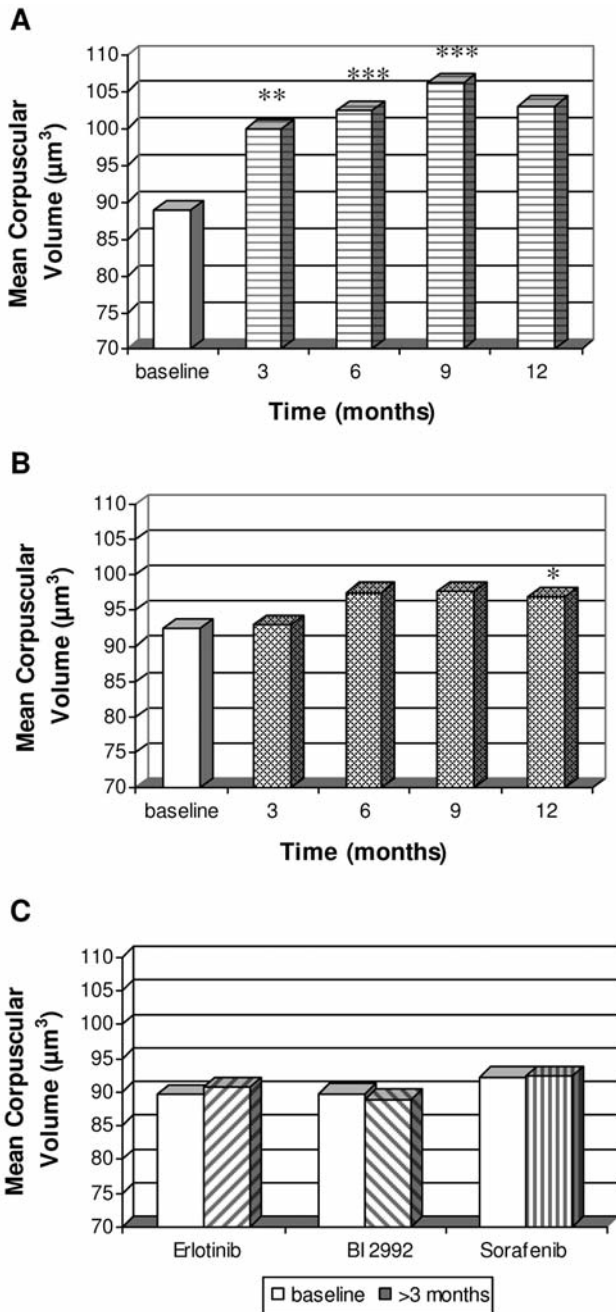 A
Mean Corpuscular
Volume (µm³)
110
105
100
95
90
85
80
75
70
**
***
***
baseline 3 6 9 12
Time (months)
B
Mean Corpuscular
Volume (µm³)
110
105
100
95
90
85
80
75
70
*
baseline 3 6 9 12
Time (months)
C
Mean Corpuscular
Volume (µm³)
110
105
100
95
90
85
80
75
70
Erlotinib BI 2992 Sorafenib
baseline >3 months